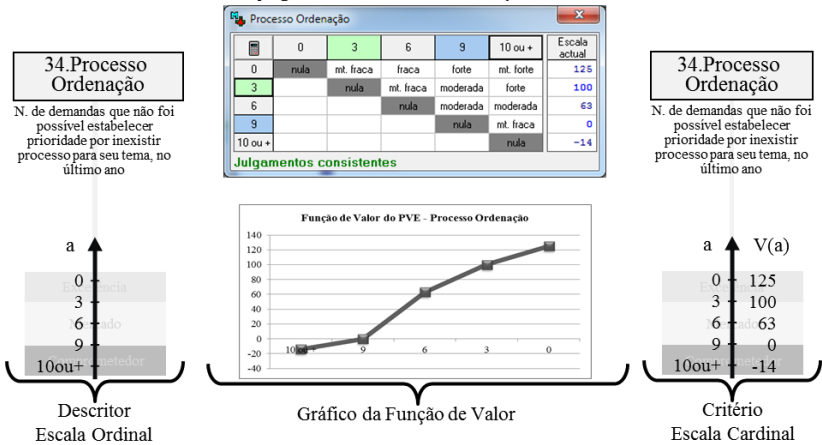 Processo Ordenação
0 3 6 9 10 ou + Escala actual
0 nula mt. fraca fraca forte mt. forte 125
3 nula mt. fraca moderada forte 100
6 nula moderada moderada 63
9 nula mt. fraca 0
10 ou + nula -14
Julgamentos consistentes
34.Processo
Ordenação
N. de demandas que não foi
possível estabelecer
prioridade por inexistir
processo para seu tema, no
último ano
a
0
Excelência
3
Mercado
6
9
Comprometedor
10ou+
Descritor
Escala Ordinal
Função de Valor do PVE - Processo Ordenação
140
120
100
80
60
40
20
0
-20
-40
10 ou + 9 6 3 0
Gráfico da Função de Valor
34.Processo
Ordenação
N. de demandas que não foi
possível estabelecer
prioridade por inexistir
processo para seu tema, no
último ano
a V(a)
0 125
3 100
6 63
9 0
10ou+ -14
Critério
Escala Cardinal